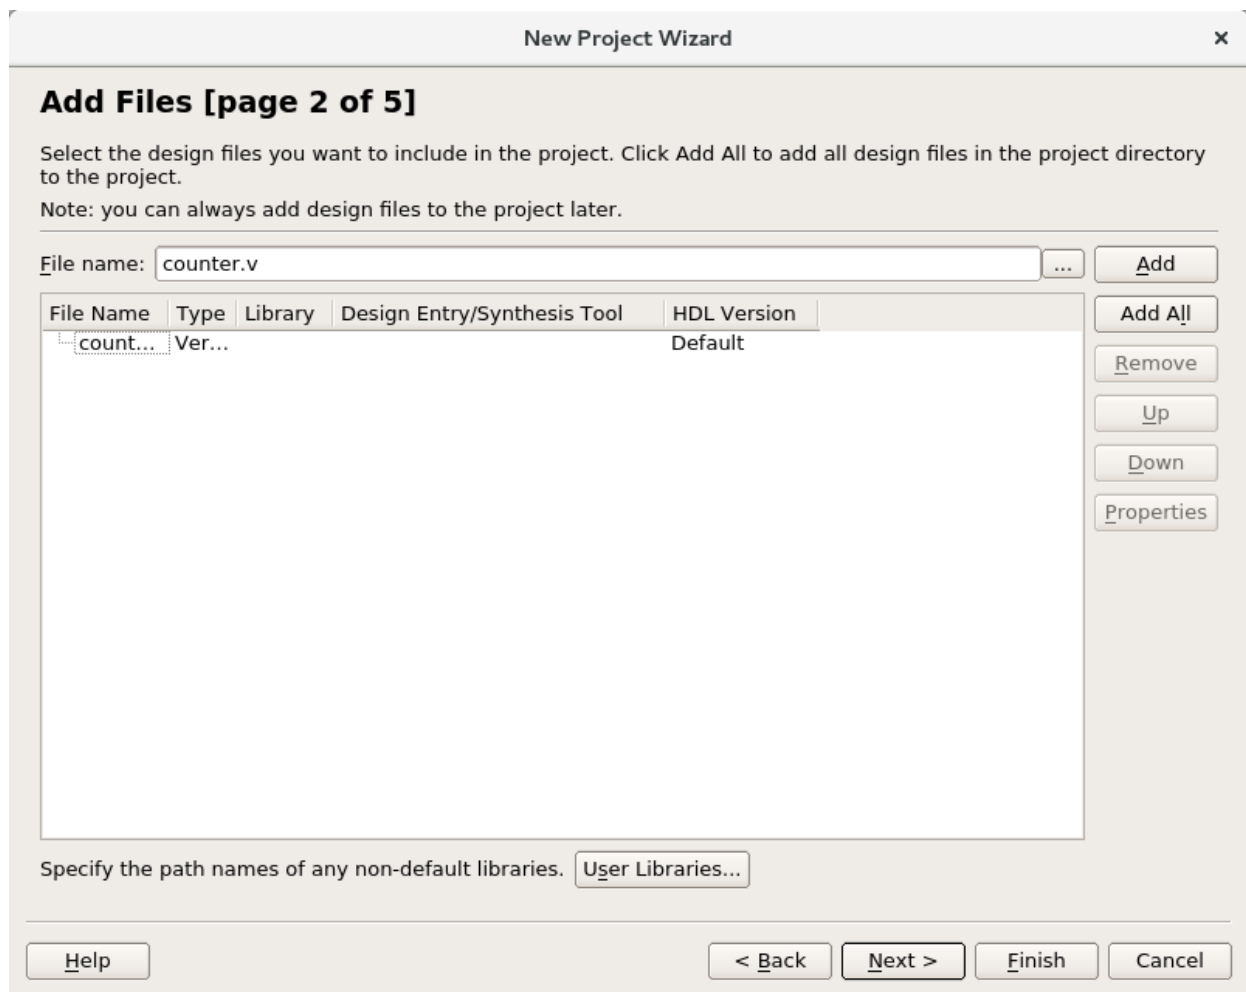 New Project Wizard
×
Add Files [page 2 of 5]
Select the design files you want to include in the project. Click Add All to add all design files in the project directory
to the project.
Note: you can always add design files to the project later.
File name: counter.v ... Add
File Name Type Library Design Entry/Synthesis Tool HDL Version Add All
count... Ver... Default
Remove
Up
Down
Properties
Specify the path names of any non-default libraries. User Libraries...
Help < Back Next > Finish Cancel